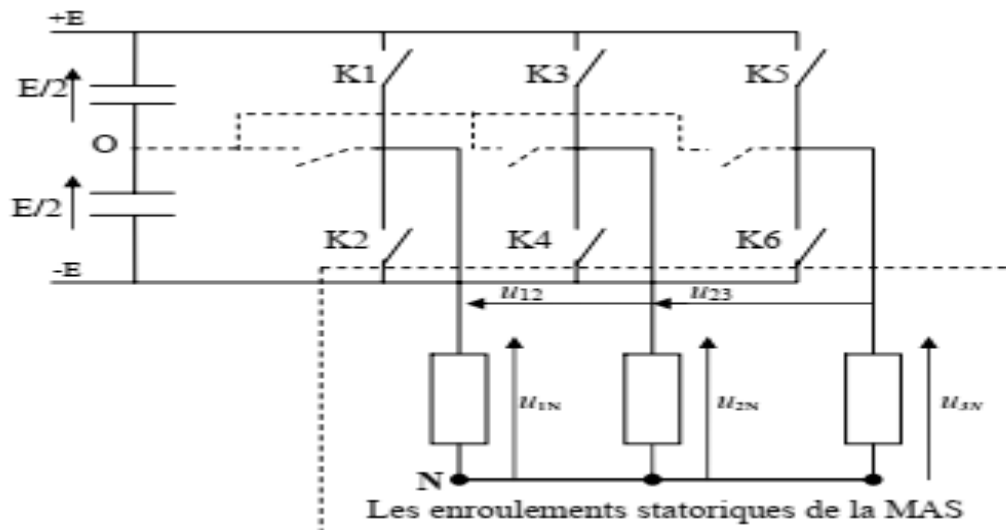 +E
K1
K3
K5
E/2
O
E/2
K2
K4
K6
-E
u12
u23
u1N
u2N
u3N
N
Les enroulements statoriques de la MAS